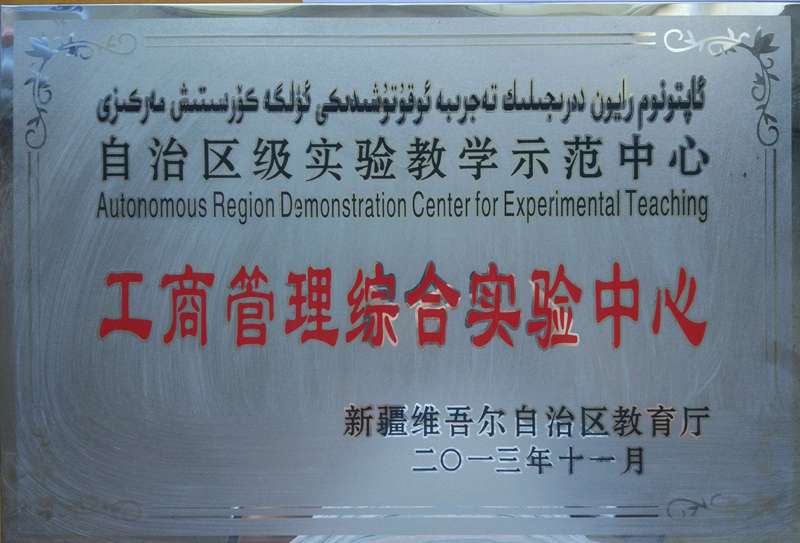 ئاپتونوم رايون دەرىجىلىك تەجرىبە ئوقۇتۇشىدىكى ئۈلگە كۆرسىتىش مەركىزى
自治区级实验教学示范中心
Autonomous Region Demonstration Center for Experimental Teaching
工商管理综合实验中心
新疆维吾尔自治区教育厅
二〇一三年十一月